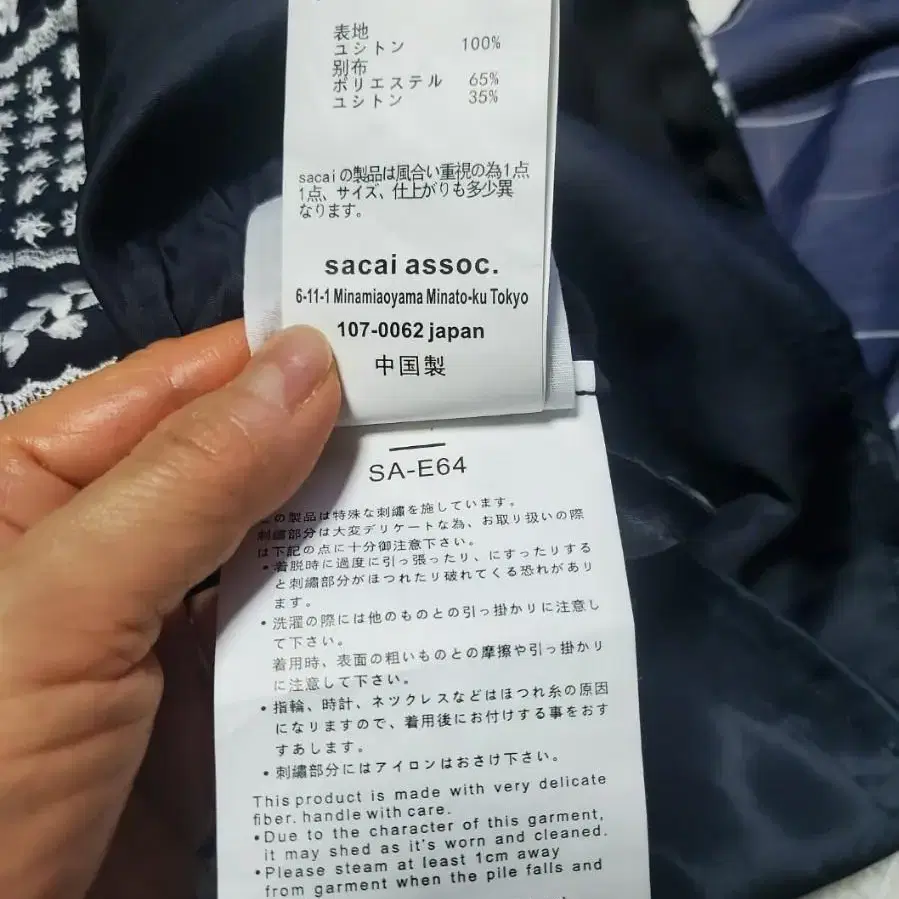 表地
ユシトン 100%
别布
ポリエステル 65%
ユシトン 35%
sacaiの製品は風合い重視の為1点
1点、サイズ、仕上がりも多少異
なります。
sacai assoc.
6-11-1 Minamiaoyama Minato-ku Tokyo
107-0062 japan
中国製
SA-E64
の製品は特殊な刺繍を施しています。
刺繍部分は大変デリケートな為、お取り扱いの際
は下記の点に十分御注意下さい。
・着脱時に過度に引っ張ったり、にすったりする
と刺繍部分がほつれたり破れてくる恐れがあり
ます。
・洗濯の際には他のものとの引っ掛かりに注意し
て下さい。
着用時、表面の粗いものとの摩擦や引っ掛かり
に注意して下さい。
・指輪、時計、ネックレスなどはほつれ糸の原因
になりますので、着用後にお付けする事をおす
すあします。
・刺繍部分にはアイロンはおさけ下さい。
This product is made with very delicate
fiber. handle with care.
•Due to the character of this garment,
it may shed as it's worn and cleaned.
•Please steam at least 1cm away
from garment when the pile falls and